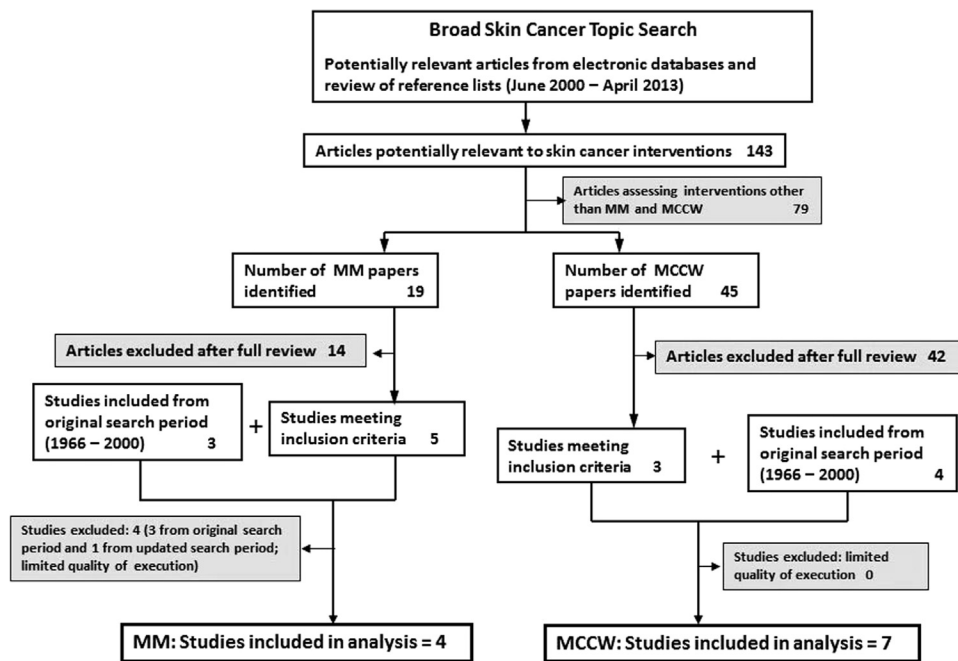 Broad Skin Cancer Topic Search
Potentially relevant articles from electronic databases and
review of reference lists (June 2000 – April 2013)
Articles potentially relevant to skin cancer interventions 143
Articles assessing interventions other
than MM and MCCW 79
Number of MM papers
identified 19
Number of MCCW
papers identified 45
Articles excluded after full review 14
Articles excluded after full review 42
Studies included from
original search period
(1966 – 2000) 3
+
Studies meeting
inclusion criteria 5
Studies meeting
inclusion criteria 3
+
Studies included from
original search period
(1966 – 2000) 4
Studies excluded: 4 (3 from original search
period and 1 from updated search period;
limited quality of execution)
Studies excluded: limited
quality of execution 0
MM: Studies included in analysis = 4
MCCW: Studies included in analysis = 7